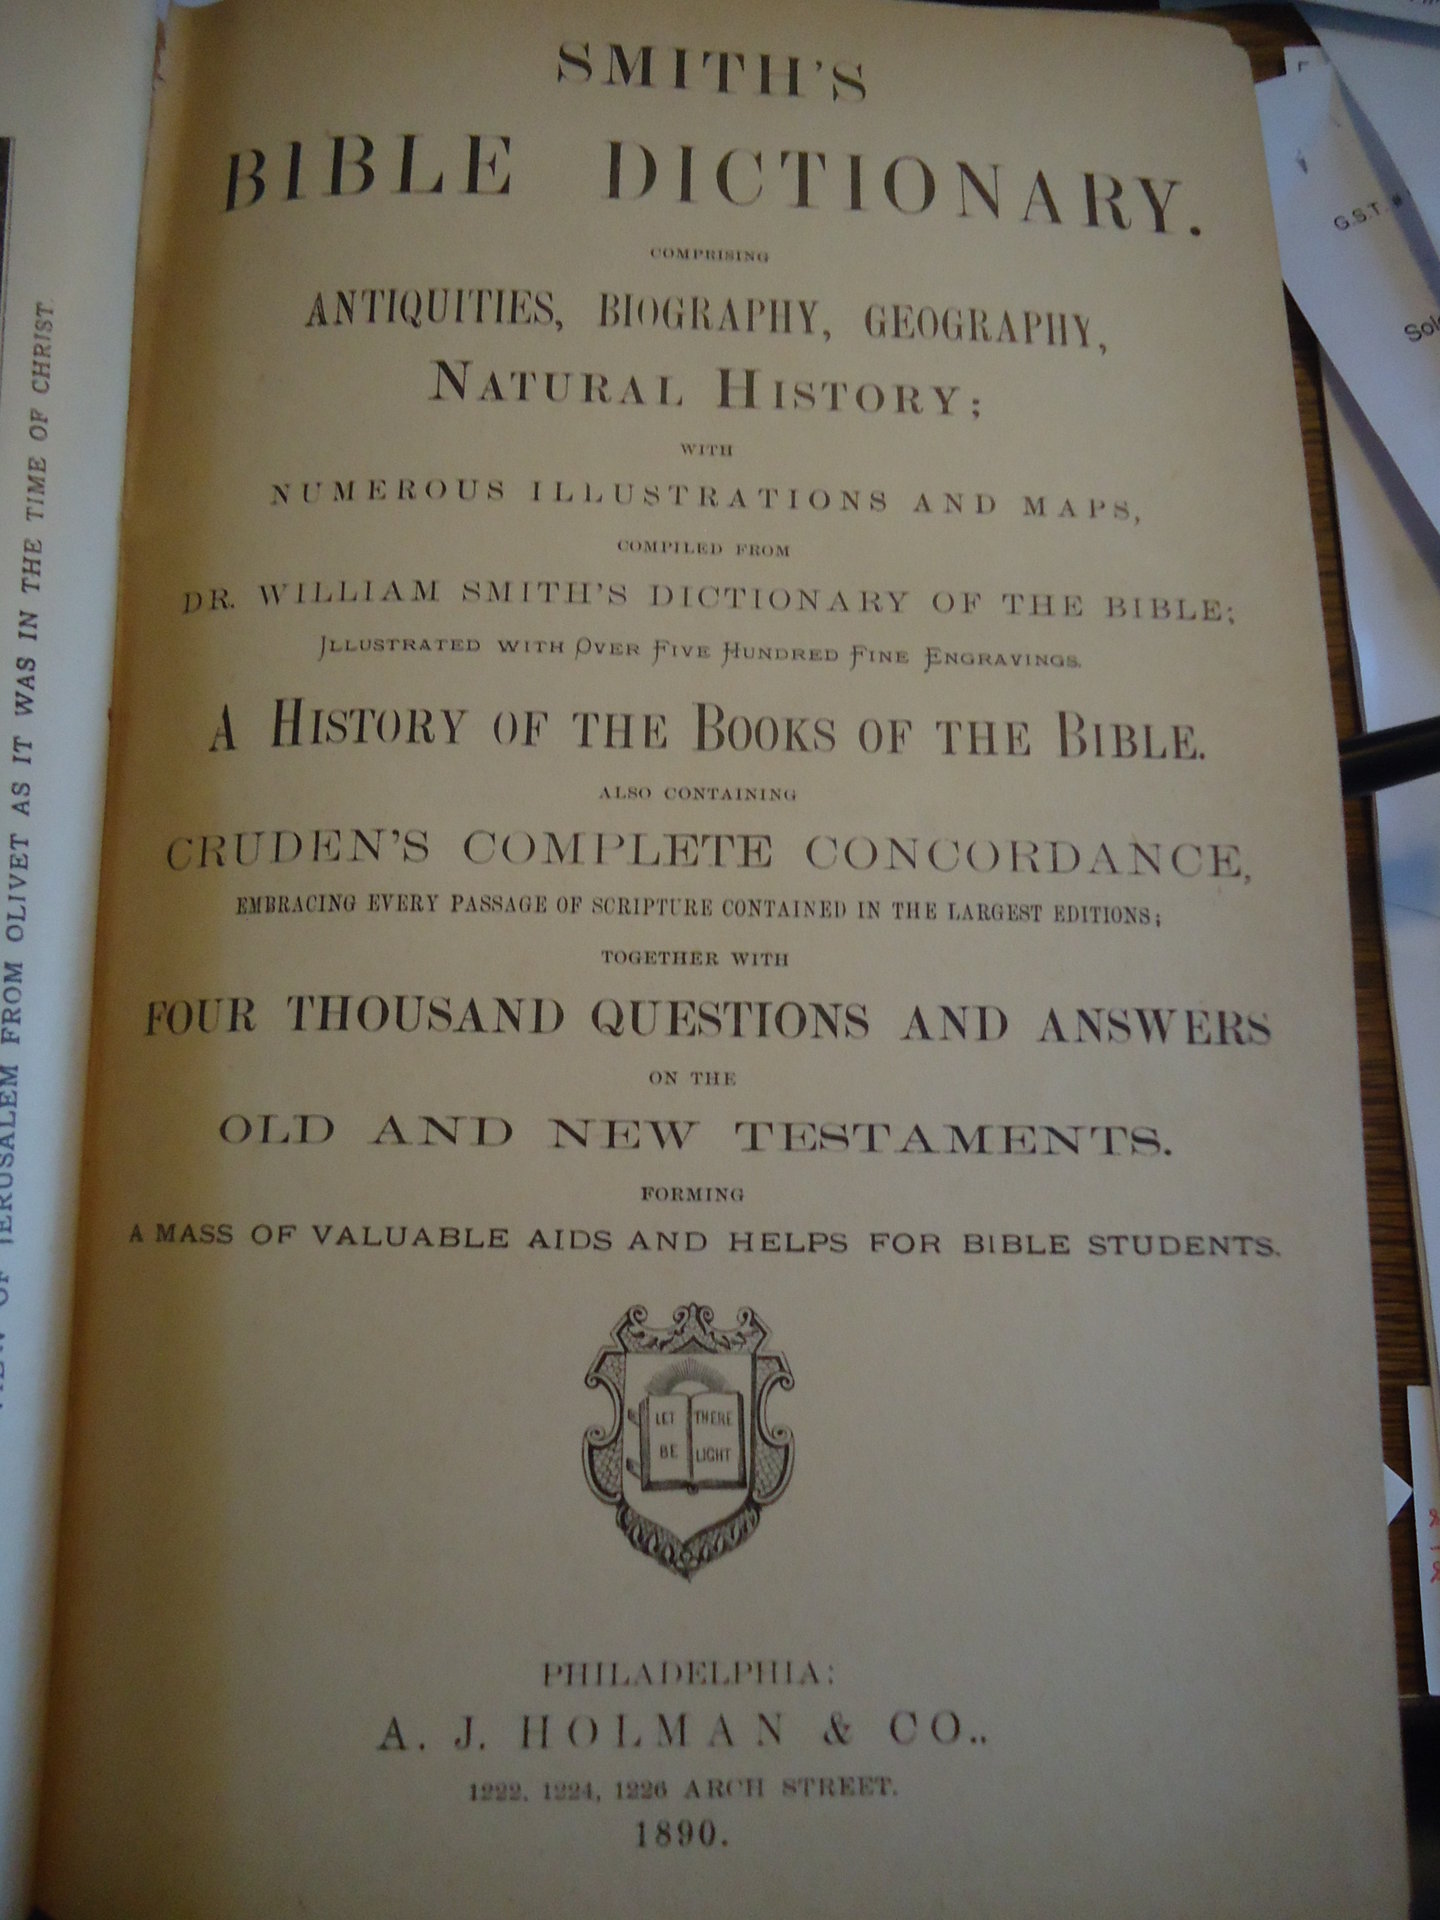 VIEW OF JERUSALEM FROM OLIVET AS IT WAS IN THE TIME OF CHRIST.
SMITH'S
BIBLE DICTIONARY.
COMPRISING
ANTIQUITIES, BIOGRAPHY, GEOGRAPHY,
NATURAL HISTORY;
WITH
NUMEROUS ILLUSTRATIONS AND MAPS,
COMPILED FROM
DR. WILLIAM SMITH'S DICTIONARY OF THE BIBLE;
ILLUSTRATED WITH OVER FIVE HUNDRED FINE ENGRAVINGS.
A HISTORY OF THE BOOKS OF THE BIBLE.
ALSO CONTAINING
CRUDEN'S COMPLETE CONCORDANCE,
EMBRACING EVERY PASSAGE OF SCRIPTURE CONTAINED IN THE LARGEST EDITIONS;
TOGETHER WITH
FOUR THOUSAND QUESTIONS AND ANSWERS
ON THE
OLD AND NEW TESTAMENTS.
FORMING
A MASS OF VALUABLE AIDS AND HELPS FOR BIBLE STUDENTS.
LET THERE
BE LIGHT
PHILADELPHIA:
A. J. HOLMAN & CO..
1222, 1224, 1226 ARCH STREET.
1890.
G.S.T.